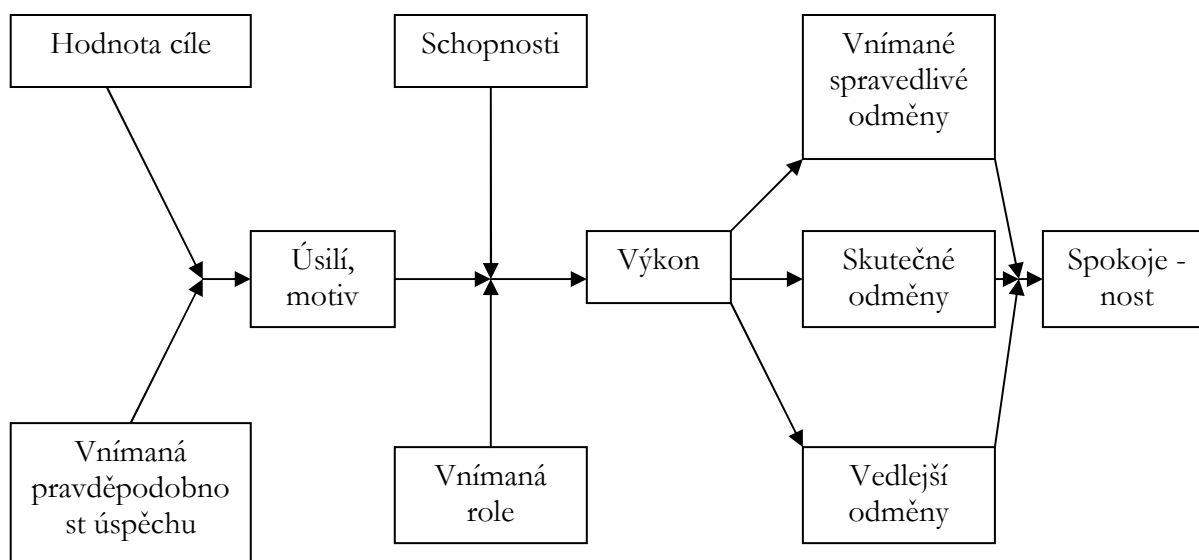 Hodnota cíle
Schopnosti
Vnímané
spravedlivé
odměny
Úsilí,
motiv
Výkon
Skutečné
odměny
Spokoje -
nost
Vnímaná
pravděpodobno
st úspěchu
Vnímaná
role
Vedlejší
odměny